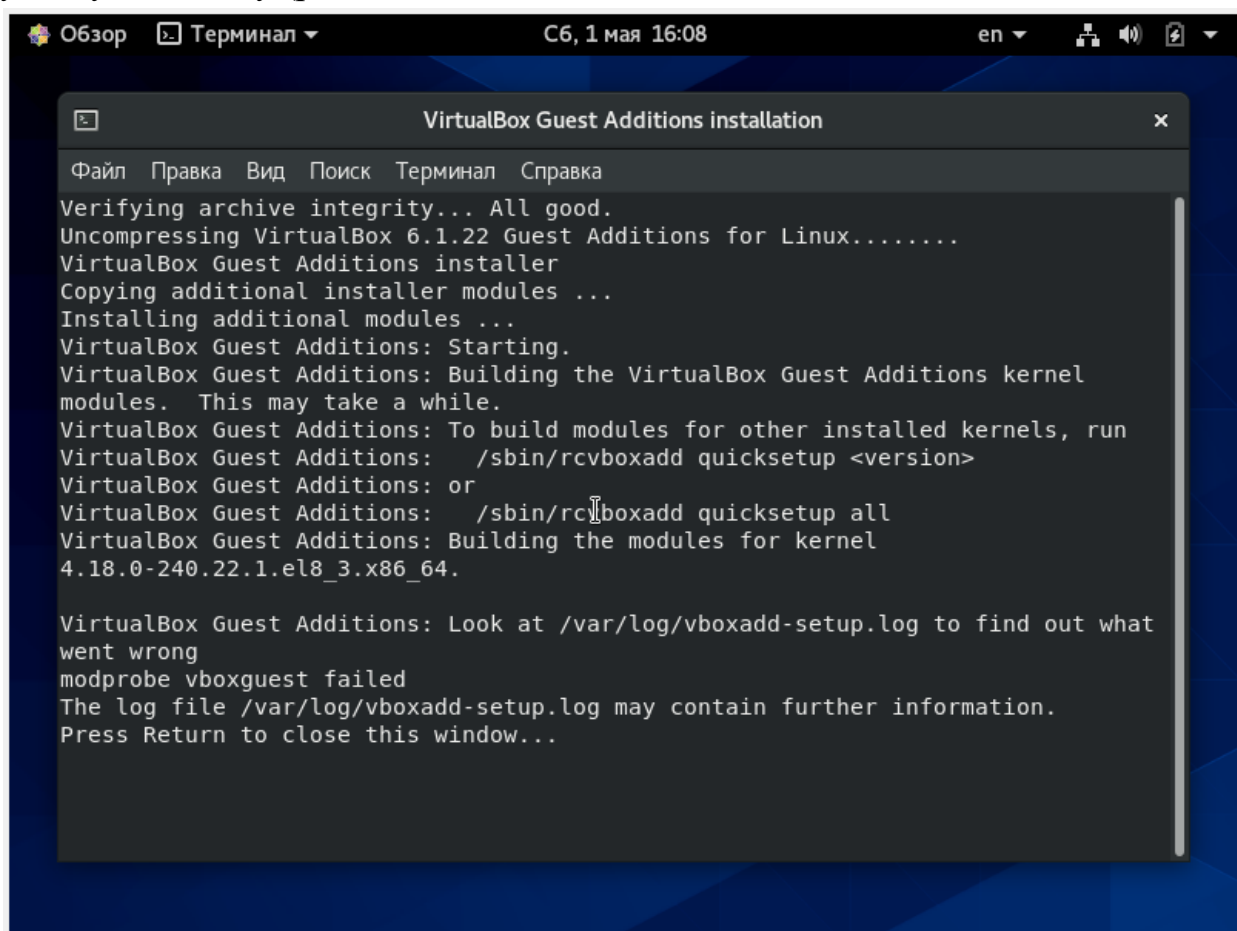 Обзор Терминал Сб, 1 мая 16:08 en
VirtualBox Guest Additions installation
Файл Правка Вид Поиск Терминал Справка
Verifying archive integrity... All good.
Uncompressing VirtualBox 6.1.22 Guest Additions for Linux........
VirtualBox Guest Additions installer
Copying additional installer modules ...
Installing additional modules ...
VirtualBox Guest Additions: Starting.
VirtualBox Guest Additions: Building the VirtualBox Guest Additions kernel
modules.  This may take a while.
VirtualBox Guest Additions: To build modules for other installed kernels, run
VirtualBox Guest Additions:   /sbin/rcvboxadd quicksetup <version>
VirtualBox Guest Additions: or
VirtualBox Guest Additions:   /sbin/rcvboxadd quicksetup all
VirtualBox Guest Additions: Building the modules for kernel
4.18.0-240.22.1.el8_3.x86_64.
VirtualBox Guest Additions: Look at /var/log/vboxadd-setup.log to find out what
went wrong
modprobe vboxguest failed
The log file /var/log/vboxadd-setup.log may contain further information.
Press Return to close this window...